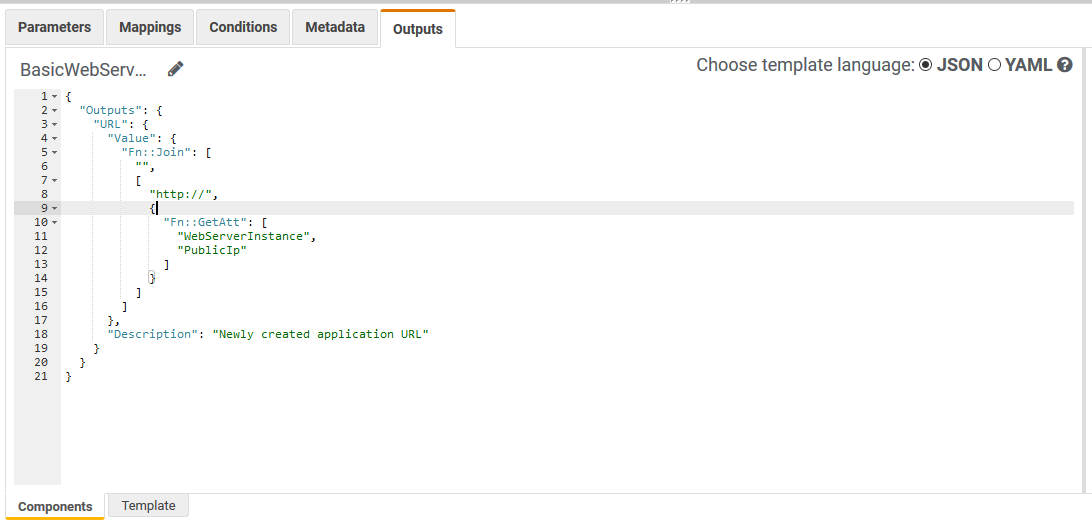 Parameters Mappings Conditions Metadata Outputs
BasicWebServ... Choose template language: JSON YAML ?
1 {
2 "Outputs": {
3 "URL": {
4 "Value": {
5 "Fn::Join": [
6 "",
7 [
8 "http://",
9 {
10 "Fn::GetAtt": [
11 "WebServerInstance",
12 "PublicIp"
13 ]
14 }
15 ]
16 ]
17 },
18 "Description": "Newly created application URL"
19 }
20 }
21 }
Components Template